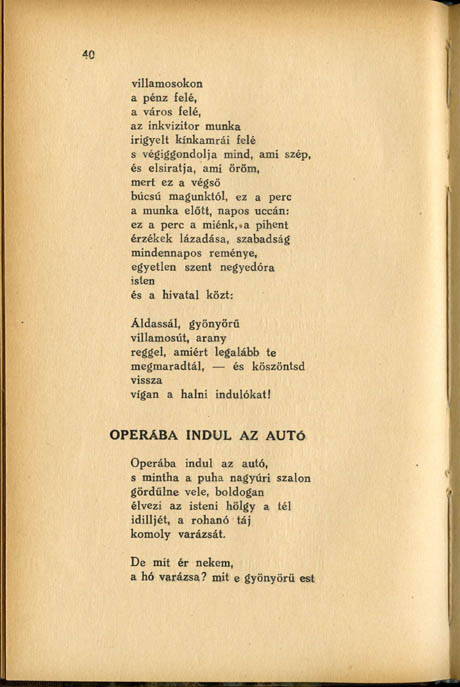 40
villamosokon
a pénz felé,
a város felé,
az inkvizitor munka
irigyelt kínkamrái felé
s végiggondolja mind, ami szép,
és elsiratja, ami öröm,
mert ez a végső
búcsú magunktól, ez a perc
a munka előtt, napos uccán:
ez a perc a miénk, a pihent
érzékek lázadása, szabadság
mindennapos reménye,
egyetlen szent negyedóra
isten
és a hivatal közt:
Áldassál, gyönyörű
villamosút, arany
reggel, amiért legalább te
megmaradtál, — és köszöntsd
vissza
vígan a halni indulókat!
OPERÁBA INDUL AZ AUTÓ
Operába indul az autó,
s mintha a puha nagyúri szalon
gördülne vele, boldogan
élvezi az isteni hölgy a tél
idilljét, a rohanó táj
komoly varázsát.
De mit ér nekem,
a hó varázsa? mit e gyönyörü est